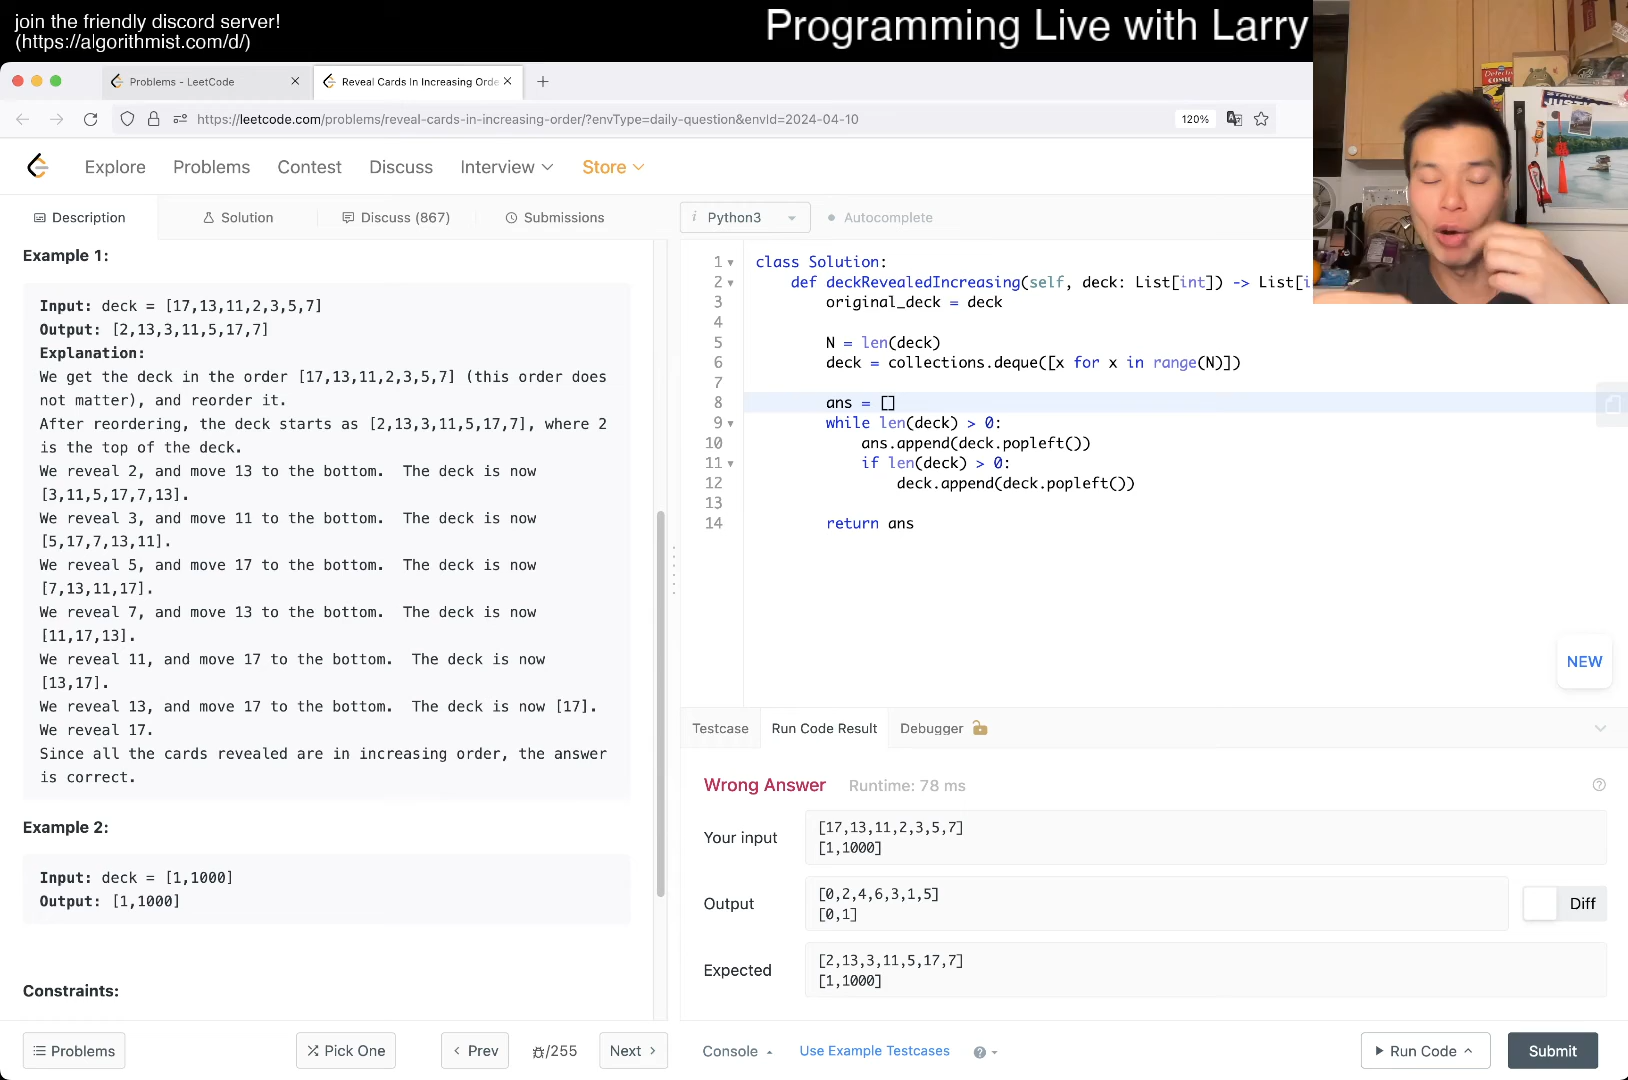 join the friendly discord server!
(https://algorithmist.com/d/)
Programming Live with Larry
Problems - LeetCode
Reveal Cards In Increasing Orde
https://leetcode.com/problems/reveal-cards-in-increasing-order/?envType=daily-question&envId=2024-04-10
120%
Explore Problems Contest Discuss Interview Store
Description Solution Discuss (867) Submissions
Example 1:
Input: deck = [17,13,11,2,3,5,7]
Output: [2,13,3,11,5,17,7]
Explanation:
We get the deck in the order [17,13,11,2,3,5,7] (this order does
not matter), and reorder it.
After reordering, the deck starts as [2,13,3,11,5,17,7], where 2
is the top of the deck.
We reveal 2, and move 13 to the bottom.  The deck is now
[3,11,5,17,7,13].
We reveal 3, and move 11 to the bottom.  The deck is now
[5,17,7,13,11].
We reveal 5, and move 17 to the bottom.  The deck is now
[7,13,11,17].
We reveal 7, and move 13 to the bottom.  The deck is now
[11,17,13].
We reveal 11, and move 17 to the bottom.  The deck is now
[13,17].
We reveal 13, and move 17 to the bottom.  The deck is now [17].
We reveal 17.
Since all the cards revealed are in increasing order, the answer
is correct.
Example 2:
Input: deck = [1,1000]
Output: [1,1000]
Constraints:
Problems Pick One Prev /255 Next
Python3 Autocomplete
1 class Solution:
2 def deckRevealedIncreasing(self, deck: List[int]) -> List[i
3 original_deck = deck
4
5 N = len(deck)
6 deck = collections.deque([x for x in range(N)])
7
8 ans = []
9 while len(deck) > 0:
10 ans.append(deck.popleft())
11 if len(deck) > 0:
12 deck.append(deck.popleft())
13
14 return ans
NEW
Testcase Run Code Result Debugger
Wrong Answer Runtime: 78 ms
Your input
[17,13,11,2,3,5,7]
[1,1000]
Output
[0,2,4,6,3,1,5]
[0,1]
Diff
Expected
[2,13,3,11,5,17,7]
[1,1000]
Console Use Example Testcases Run Code Submit